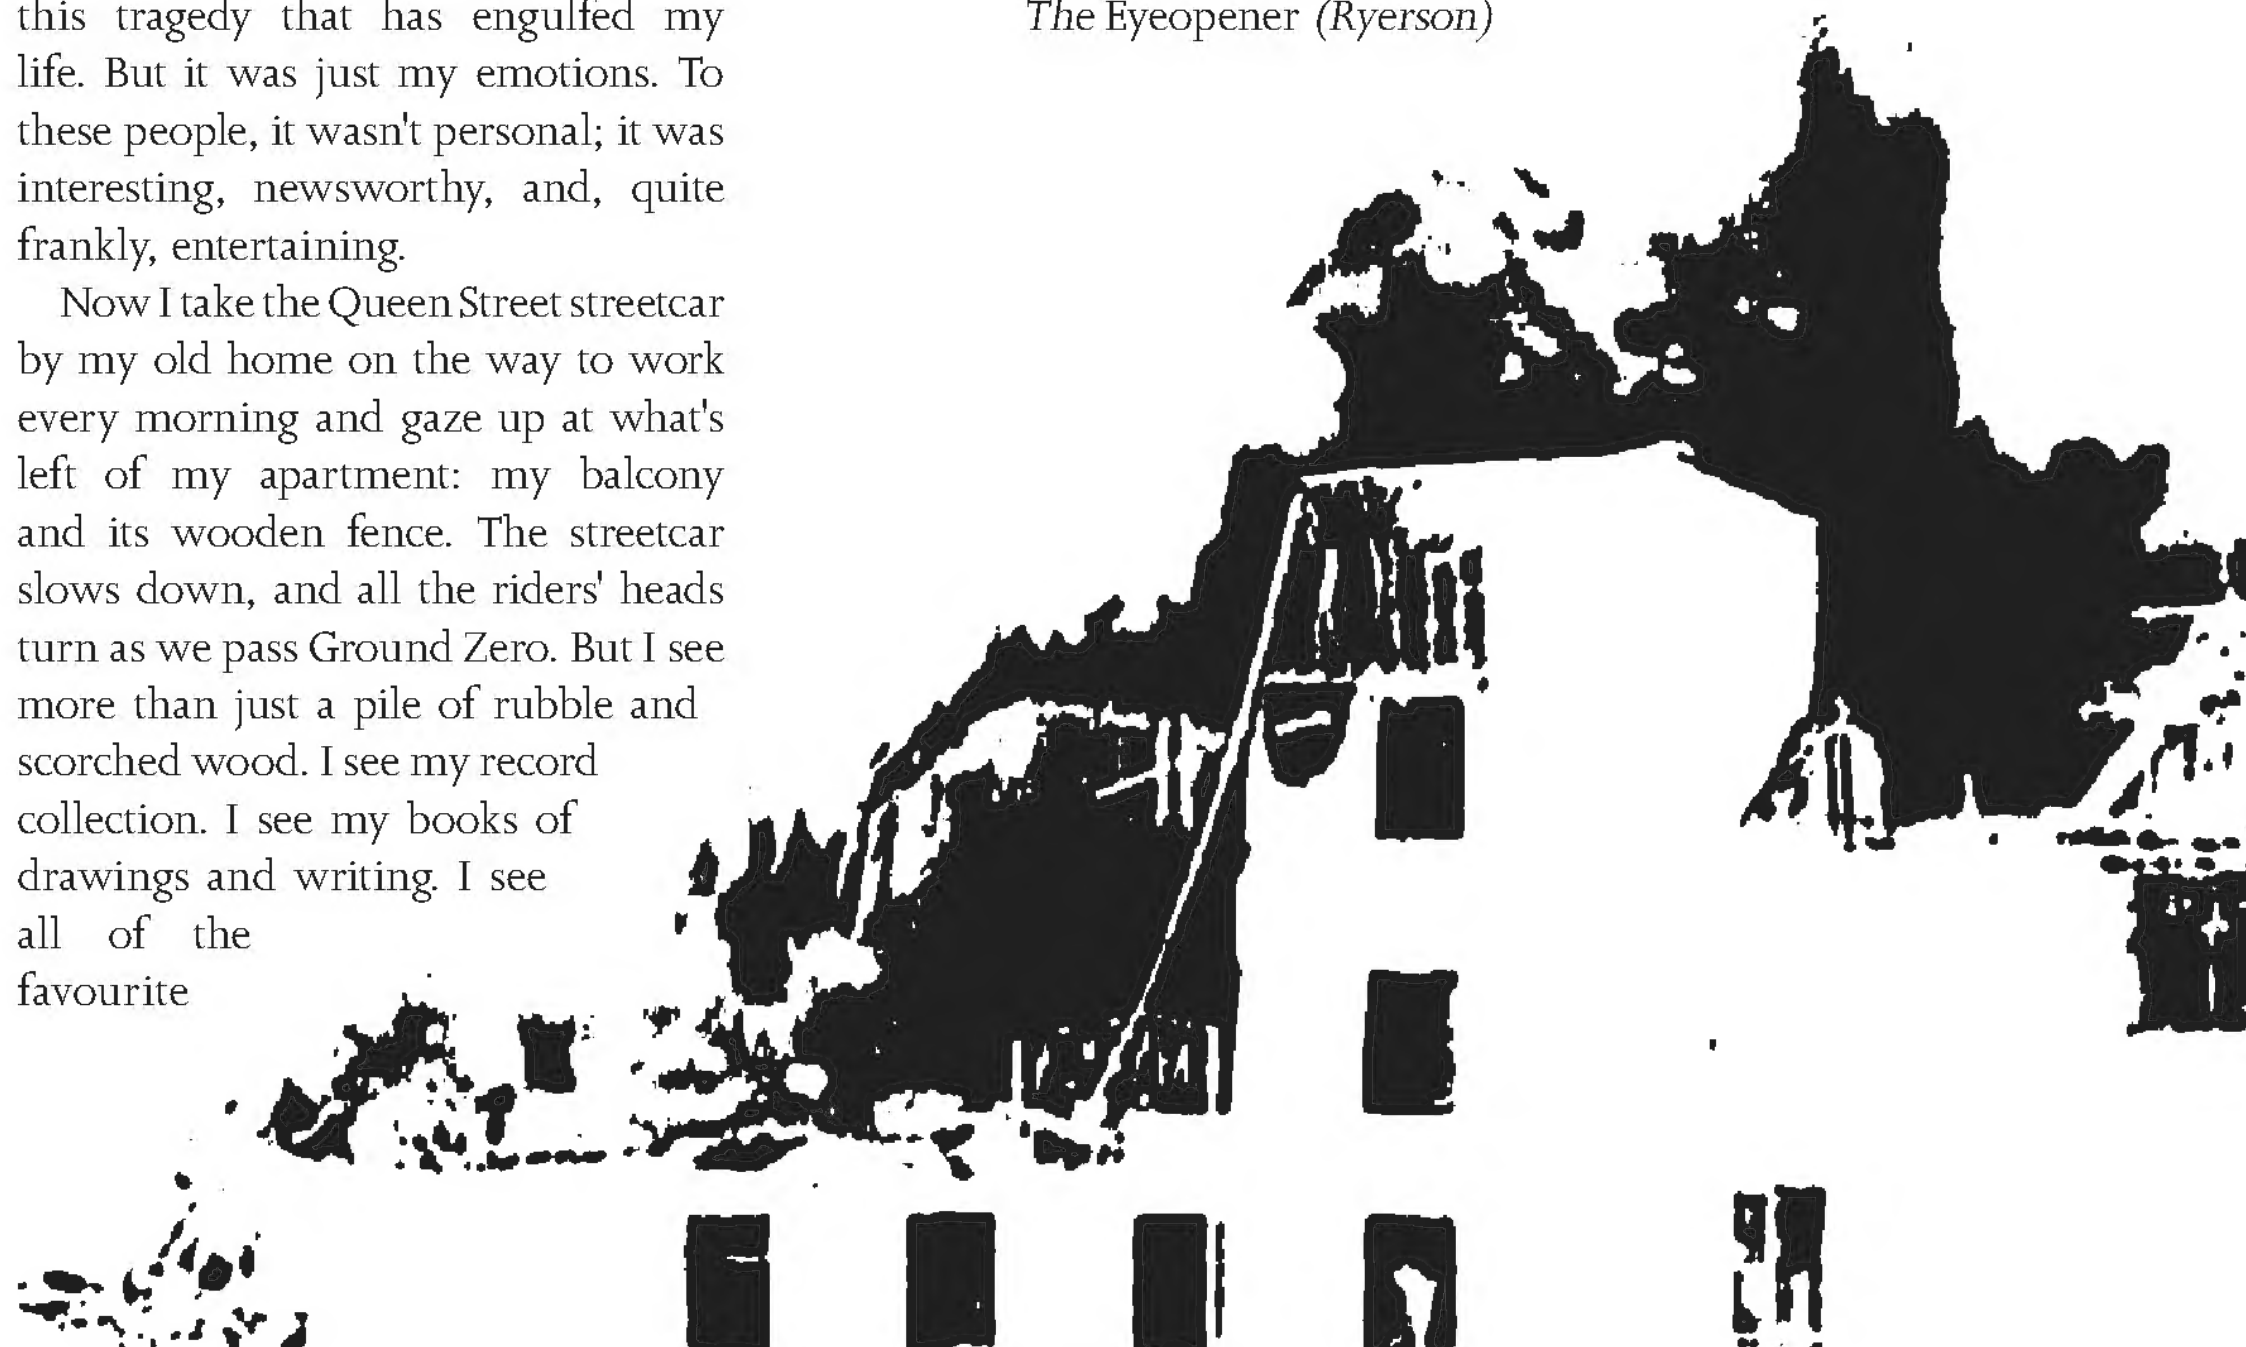 this tragedy that has engulfed my
life. But it was just my emotions. To
these people, it wasn't personal; it was
interesting, newsworthy, and, quite
frankly, entertaining.
Now I take the Queen Street streetcar
by my old home on the way to work
every morning and gaze up at what's
left of my apartment: my balcony
and its wooden fence. The streetcar
slows down, and all the riders' heads
turn as we pass Ground Zero. But I see
more than just a pile of rubble and
scorched wood. I see my record
collection. I see my books of
drawings and writing. I see
all of the
favourite
The Eyeopener (Ryerson)